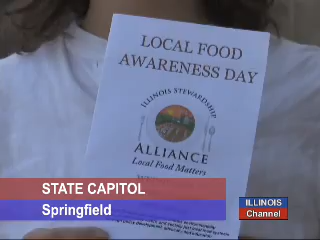 LOCAL FOOD
AWARENESS DAY
ILLINOIS STEWARDSHIP
ALLIANCE
Local Food Matters
STATE CAPITOL
Springfield
ILLINOIS
Channel